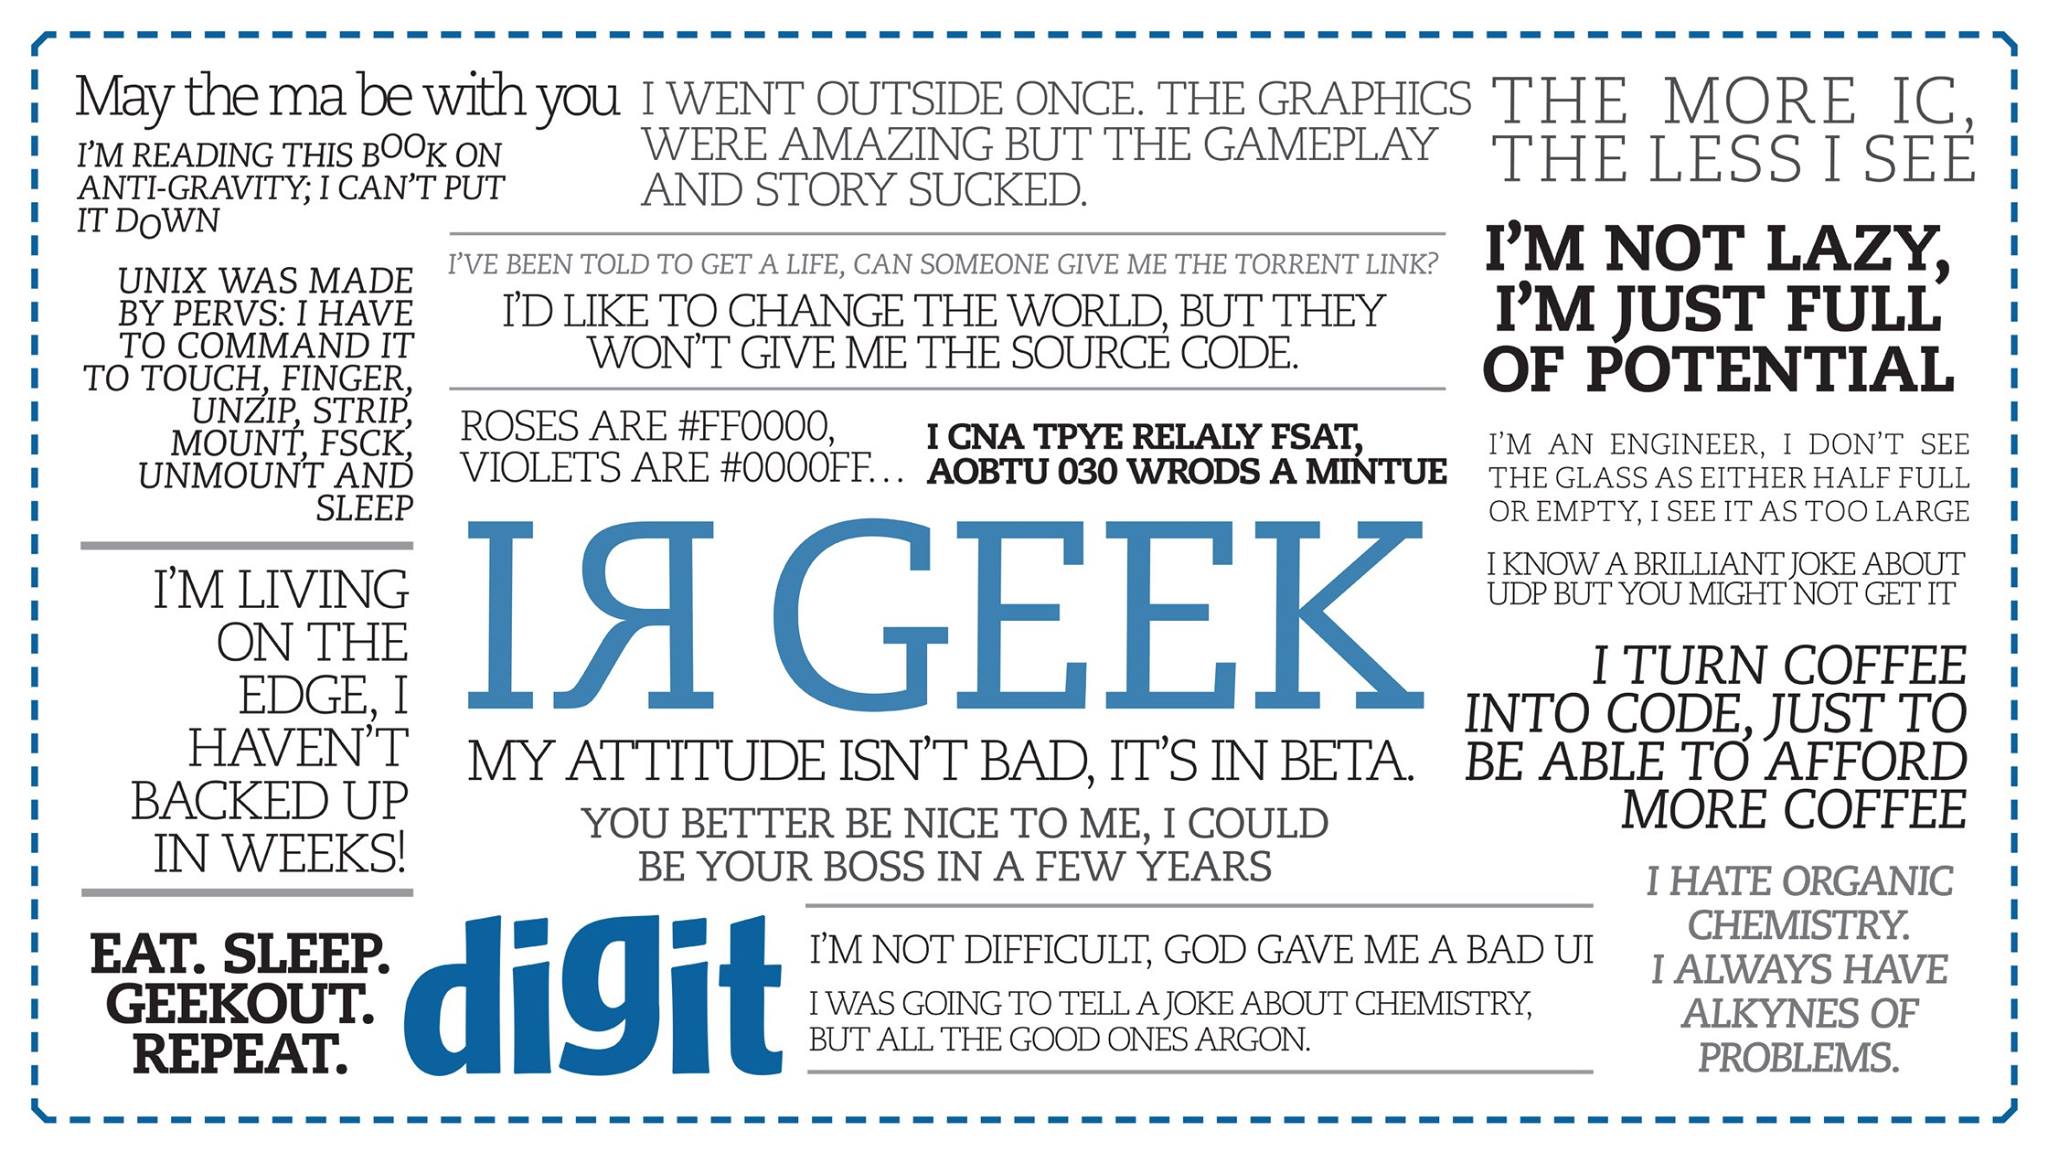 May the ma be with you
I'M READING THIS BOOK ON
ANTI-GRAVITY; I CAN'T PUT
IT DOWN
I WENT OUTSIDE ONCE. THE GRAPHICS
WERE AMAZING BUT THE GAMEPLAY
AND STORY SUCKED.
THE MORE IC,
THE LESS I SEE
UNIX WAS MADE
BY PERVS: I HAVE
TO COMMAND IT
TO TOUCH, FINGER,
UNZIP, STRIP,
MOUNT, FSCK,
UNMOUNT AND
SLEEP
I'VE BEEN TOLD TO GET A LIFE, CAN SOMEONE GIVE ME THE TORRENT LINK?
I'D LIKE TO CHANGE THE WORLD, BUT THEY
WON'T GIVE ME THE SOURCE CODE.
I'M NOT LAZY,
I'M JUST FULL
OF POTENTIAL
ROSES ARE #FF0000,
VIOLETS ARE #0000FF...
I CNA TPYE RELALY FSAT,
AOBTU 030 WRODS A MINTUE
I'M AN ENGINEER, I DON'T SEE
THE GLASS AS EITHER HALF FULL
OR EMPTY, I SEE IT AS TOO LARGE
I KNOW A BRILLIANT JOKE ABOUT
UDP BUT YOU MIGHT NOT GET IT
I'M LIVING
ON THE
EDGE, I
HAVEN'T
BACKED UP
IN WEEKS!
IЯ GEEK
MY ATTITUDE ISN'T BAD, IT'S IN BETA.
YOU BETTER BE NICE TO ME, I COULD
BE YOUR BOSS IN A FEW YEARS
I TURN COFFEE
INTO CODE, JUST TO
BE ABLE TO AFFORD
MORE COFFEE
EAT. SLEEP.
GEEKOUT.
REPEAT.
digit
I'M NOT DIFFICULT, GOD GAVE ME A BAD UI
I WAS GOING TO TELL A JOKE ABOUT CHEMISTRY,
BUT ALL THE GOOD ONES ARGON.
I HATE ORGANIC
CHEMISTRY.
I ALWAYS HAVE
ALKYNES OF
PROBLEMS.